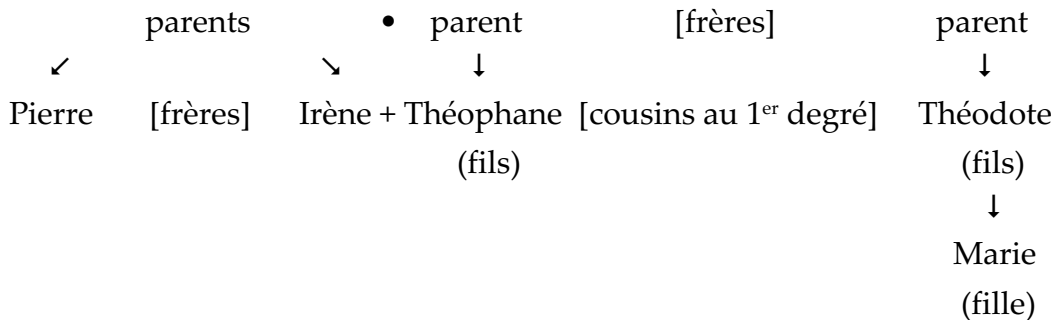 parents • parent [frères] parent
↙ ↘ ↓ ↓
Pierre [frères] Irène + Théophane [cousins au 1er degré] Théodote
(fils) (fils)
↓
Marie
(fille)